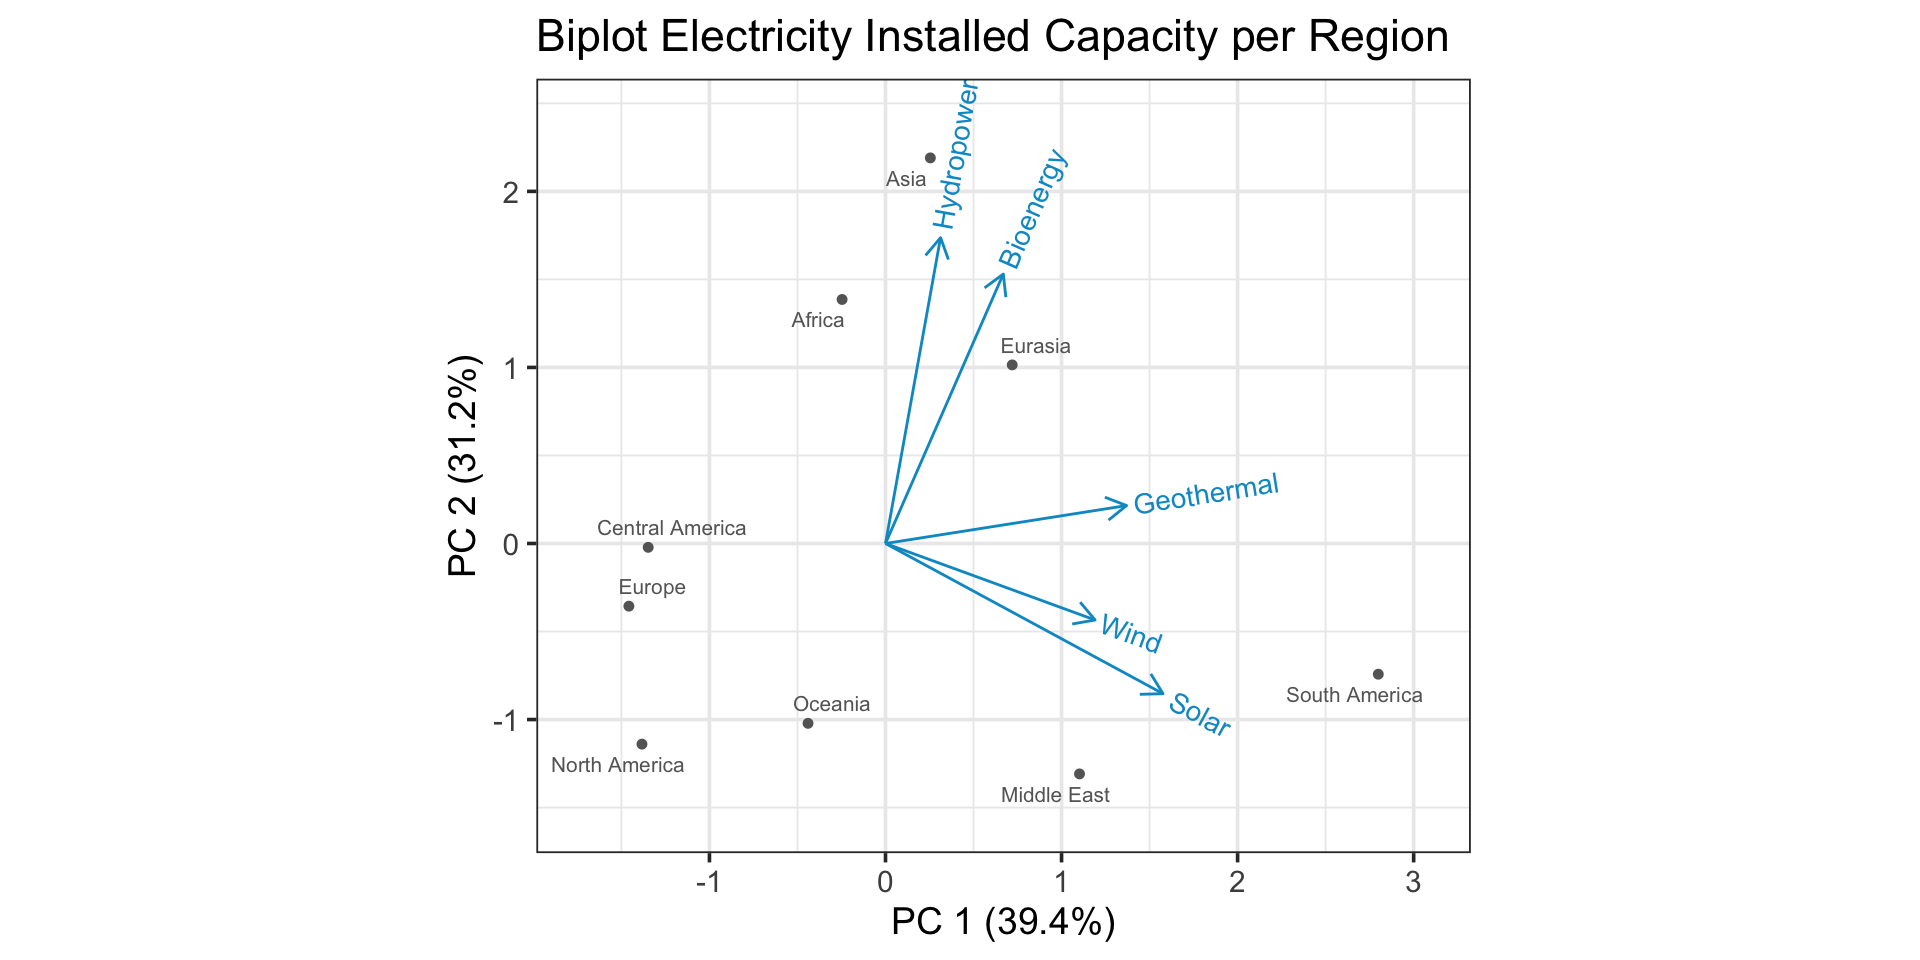 Biplot Electricity Installed Capacity per Region
Hydropower
Bioenergy
Asia
2
Africa
Eurasia
1
PC 2 (31.2%)
Geothermal
Central America
0
Europe
Wind
South America
Solar
Oceania
-1
North America
Middle East
-1 0 1 2 3
PC 1 (39.4%)